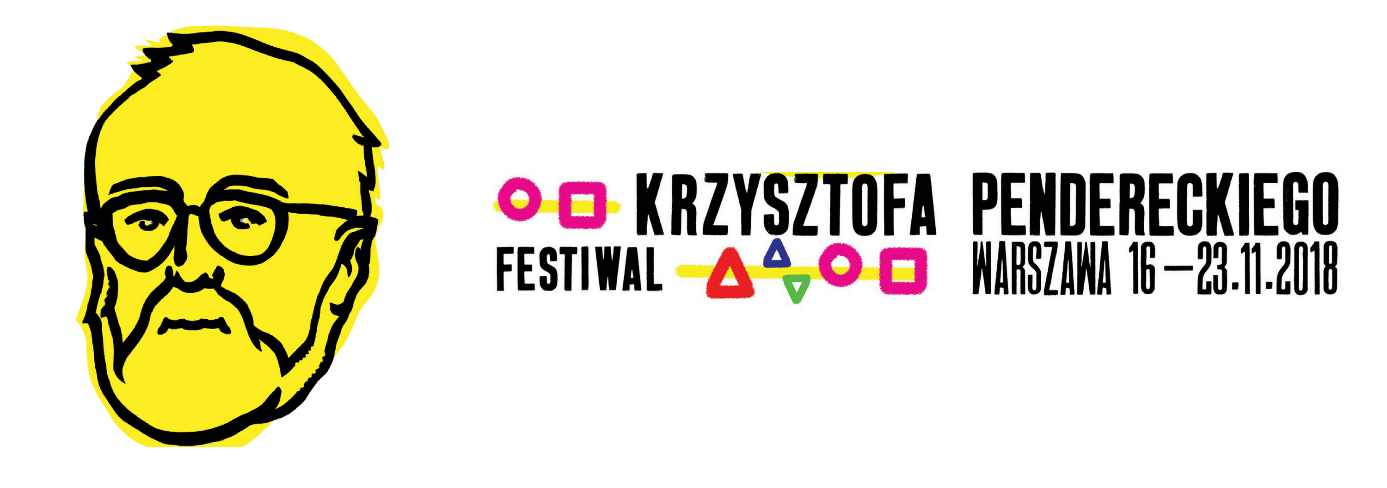 KRZYSZTOFA PENDERECKIEGO
FESTIWAL WARSZAWA 16–23.11.2018